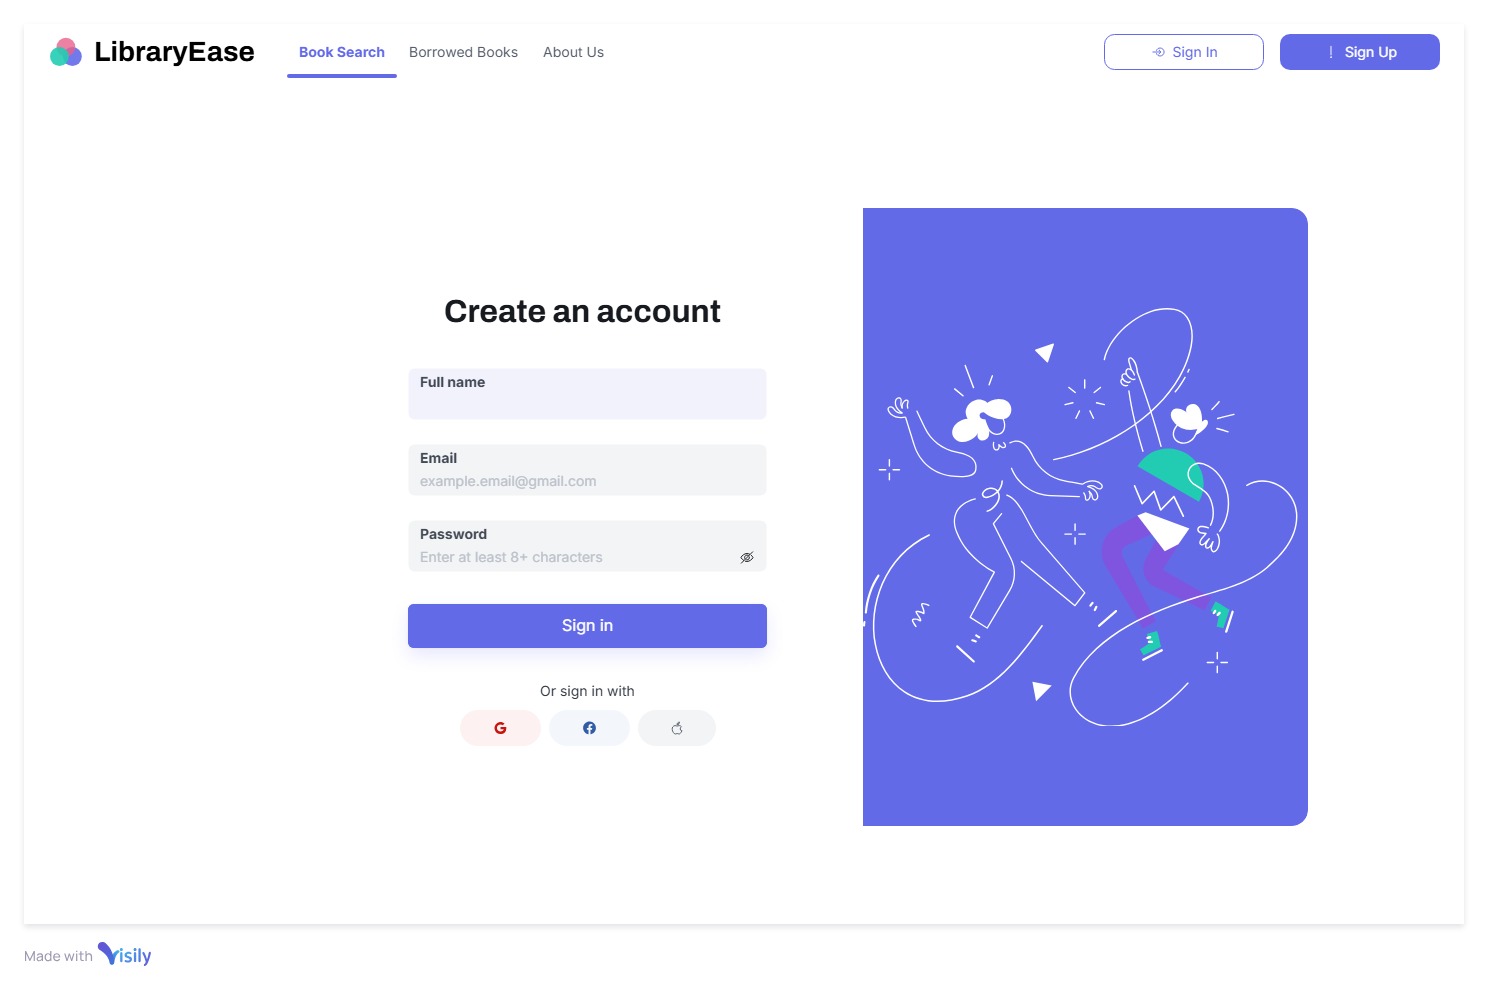 LibraryEase
Book Search
Borrowed Books
About Us
Sign In
Sign Up
Create an account
Full name
Email
example.email@gmail.com
Password
Enter at least 8+ characters
Sign in
Or sign in with
Made with Visily